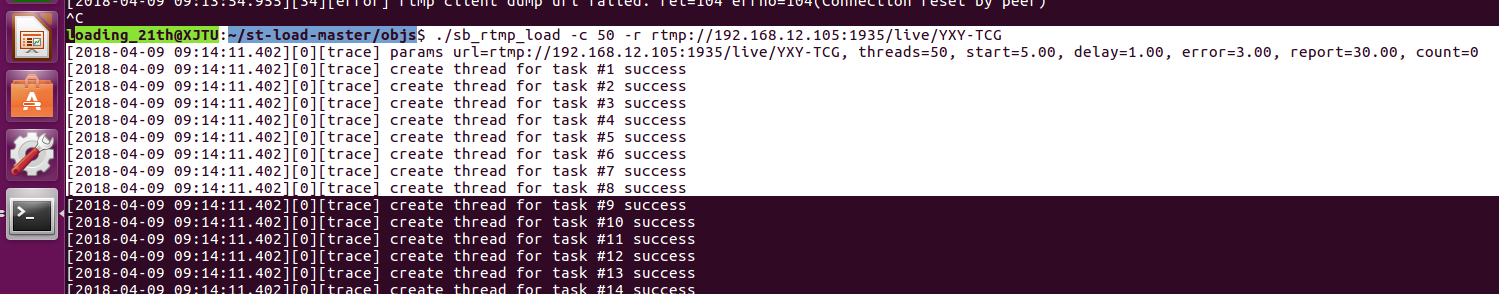 [2018-04-09 09:13:54.955][34][error] rtmp client dump url failed. ret=104 errno=104(Connection reset by peer)
^C
loading_21th@XJTU:~/st-load-master/objs$ ./sb_rtmp_load -c 50 -r rtmp://192.168.12.105:1935/live/YXY-TCG
[2018-04-09 09:14:11.402][0][trace] params url=rtmp://192.168.12.105:1935/live/YXY-TCG, threads=50, start=5.00, delay=1.00, error=3.00, report=30.00, count=0
[2018-04-09 09:14:11.402][0][trace] create thread for task #1 success
[2018-04-09 09:14:11.402][0][trace] create thread for task #2 success
[2018-04-09 09:14:11.402][0][trace] create thread for task #3 success
[2018-04-09 09:14:11.402][0][trace] create thread for task #4 success
[2018-04-09 09:14:11.402][0][trace] create thread for task #5 success
[2018-04-09 09:14:11.402][0][trace] create thread for task #6 success
[2018-04-09 09:14:11.402][0][trace] create thread for task #7 success
[2018-04-09 09:14:11.402][0][trace] create thread for task #8 success
[2018-04-09 09:14:11.402][0][trace] create thread for task #9 success
[2018-04-09 09:14:11.402][0][trace] create thread for task #10 success
[2018-04-09 09:14:11.402][0][trace] create thread for task #11 success
[2018-04-09 09:14:11.402][0][trace] create thread for task #12 success
[2018-04-09 09:14:11.402][0][trace] create thread for task #13 success
[2018-04-09 09:14:11.402][0][trace] create thread for task #14 success